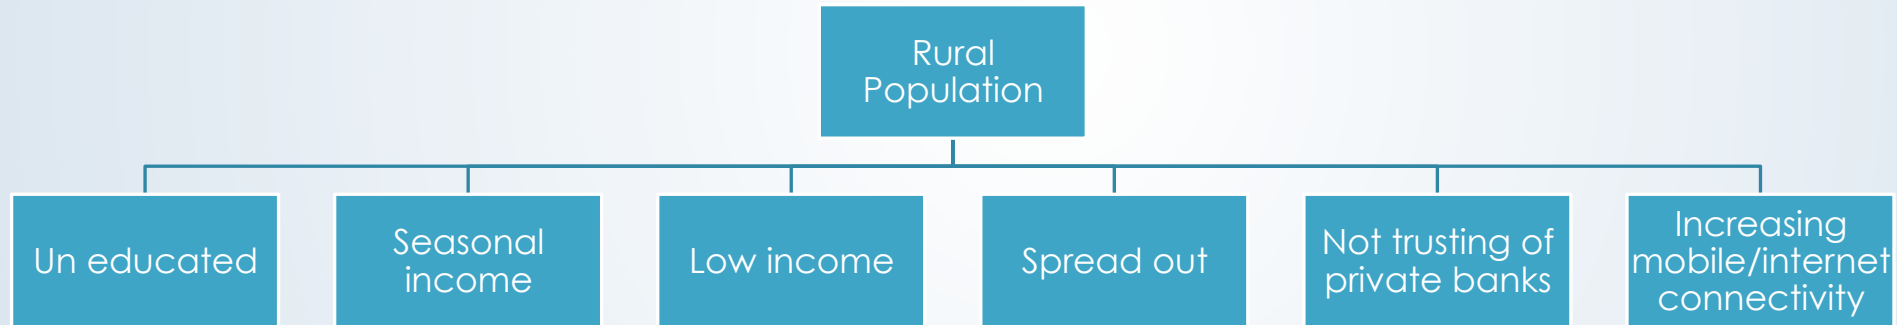 Rural
Population
Un educated
Seasonal
income
Low income
Spread out
Not trusting of
private banks
Increasing
mobile/internet
connectivity